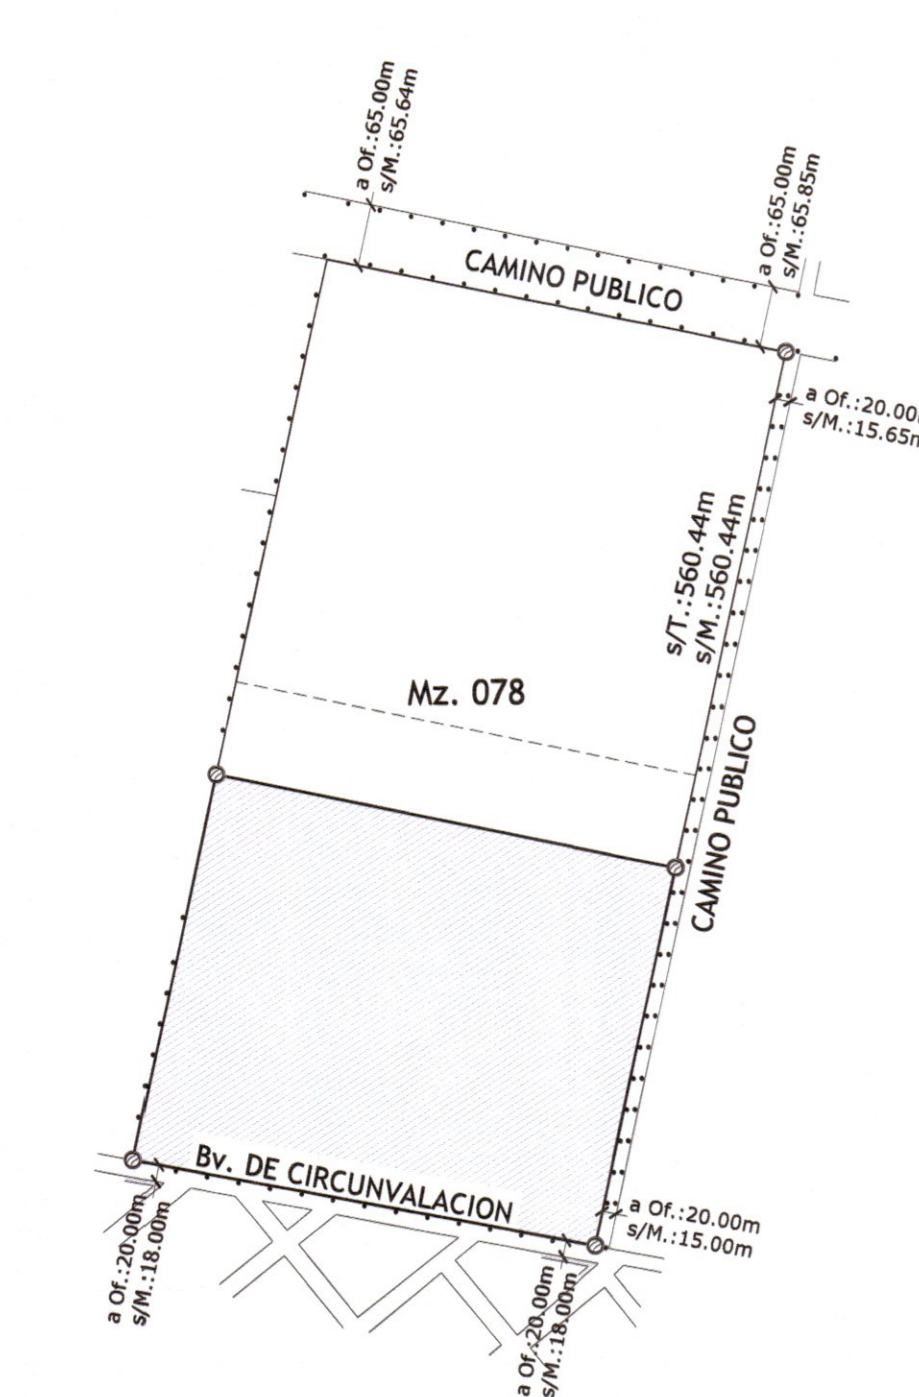 a Of.:65.00m
s/M.:65.64m
a Of.:65.00m
s/M.:65.85m
CAMINO PUBLICO
a Of.:20.00
s/M.:15.65m
s/T.:560.44m
s/M.:560.44m
Mz. 078
CAMINO PUBLICO
Bv. DE CIRCUNVALACION
a Of.:20.00m
s/M.:15.00m
a Of.:20.00m
s/M.:18.00m
a Of.:20.00m
s/M.:18.00m